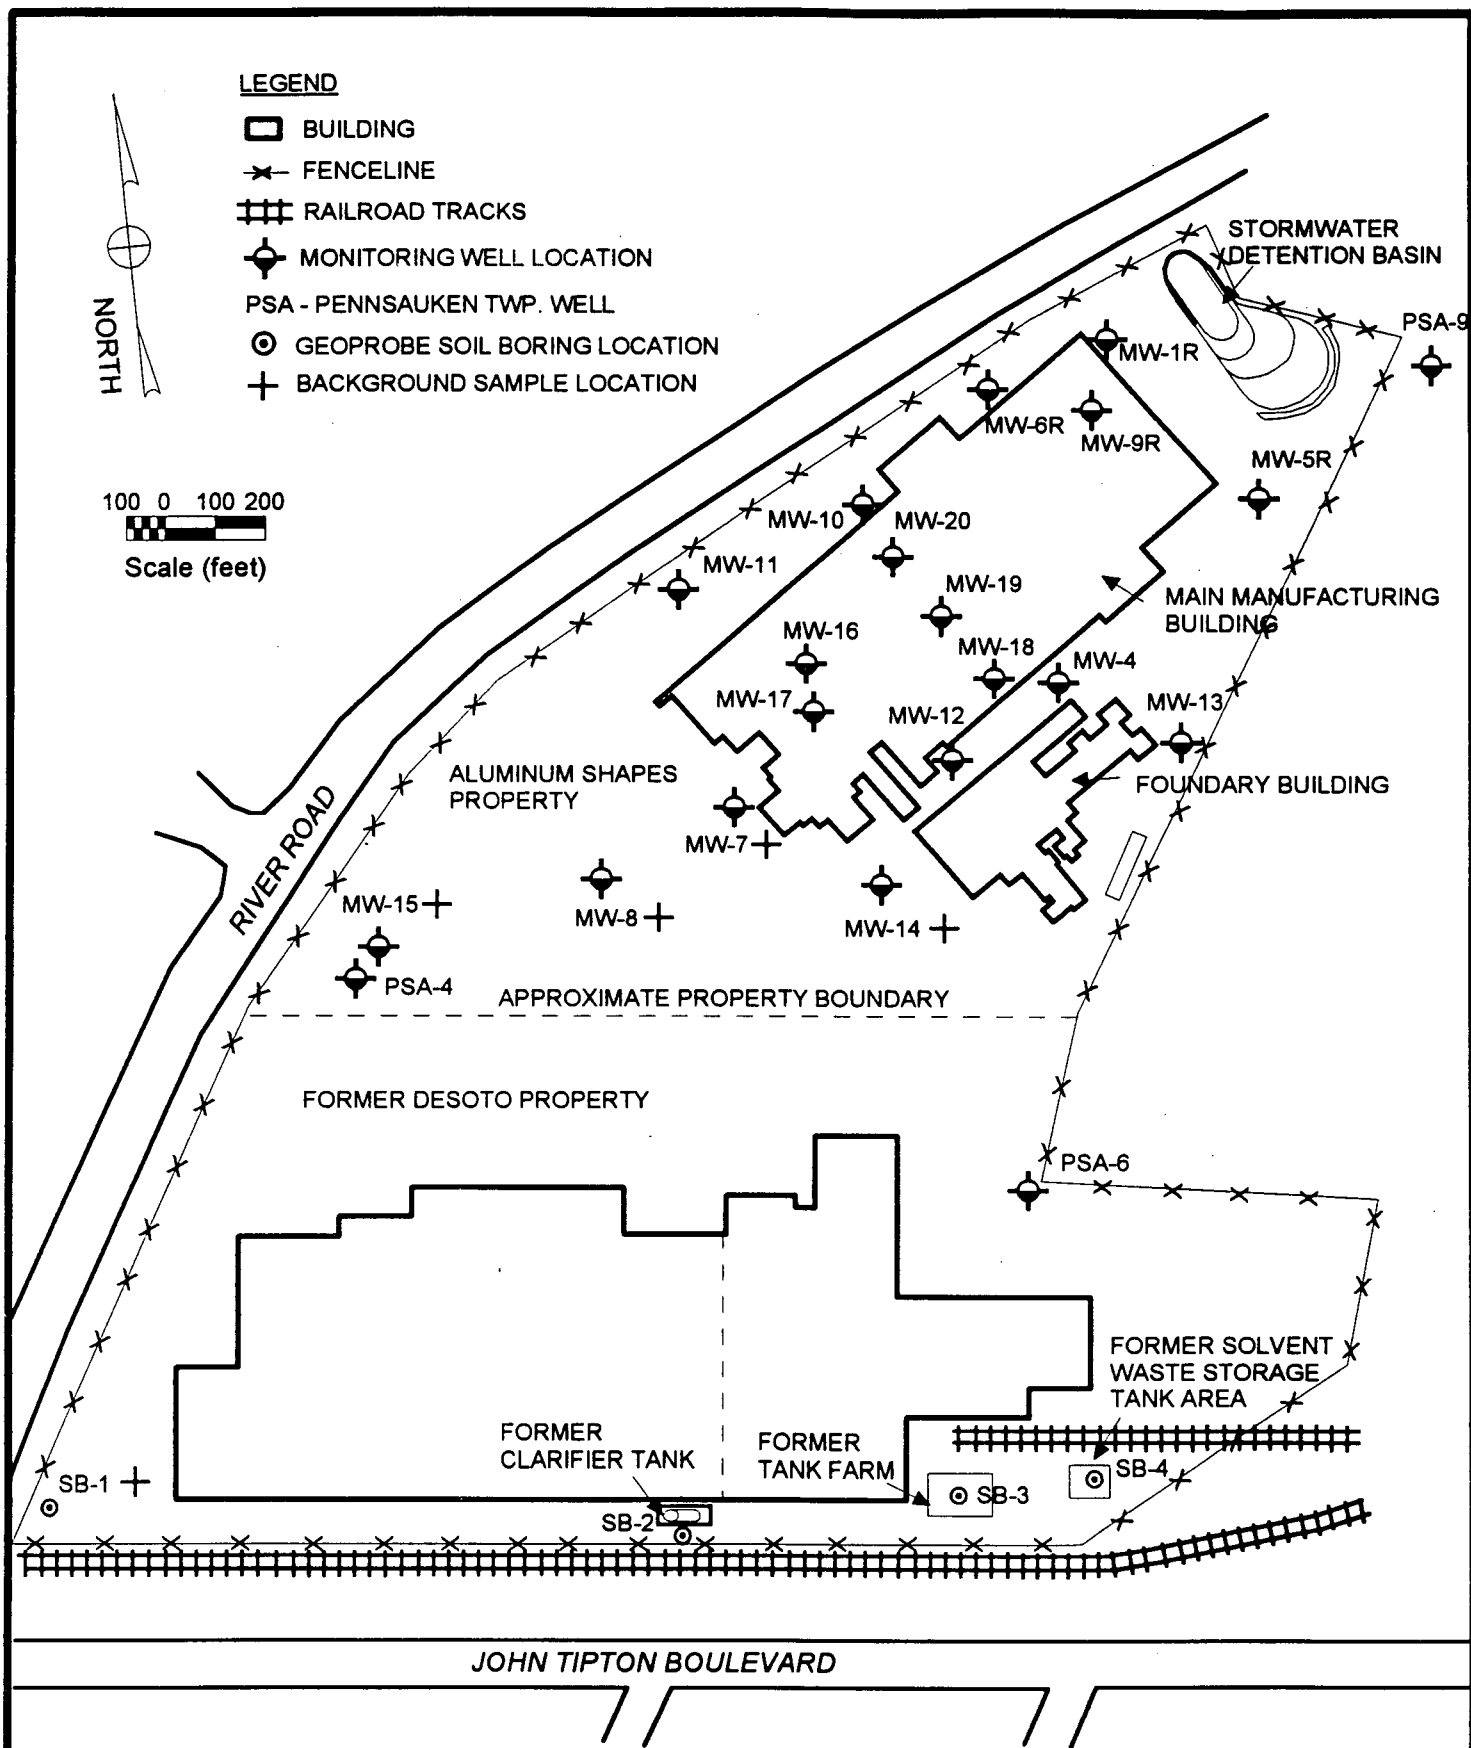 LEGEND
BUILDING
FENCELINE
RAILROAD TRACKS
MONITORING WELL LOCATION
PSA - PENNSAUKEN TWP. WELL
GEOPROBE SOIL BORING LOCATION
BACKGROUND SAMPLE LOCATION
NORTH
100 0 100 200
Scale (feet)
STORMWATER
DETENTION BASIN
PSA-9
MW-1R
MW-6R
MW-9R
MW-5R
MW-10
MW-20
MW-11
MW-19
MAIN MANUFACTURING
BUILDING
MW-16
MW-18
MW-4
MW-17
MW-12
MW-13
ALUMINUM SHAPES
PROPERTY
FOUNDARY BUILDING
RIVER ROAD
MW-7
MW-15
MW-8
MW-14
PSA-4
APPROXIMATE PROPERTY BOUNDARY
FORMER DESOTO PROPERTY
PSA-6
FORMER SOLVENT
WASTE STORAGE
TANK AREA
FORMER
CLARIFIER TANK
FORMER
TANK FARM
SB-1
SB-2
SB-3
SB-4
JOHN TIPTON BOULEVARD